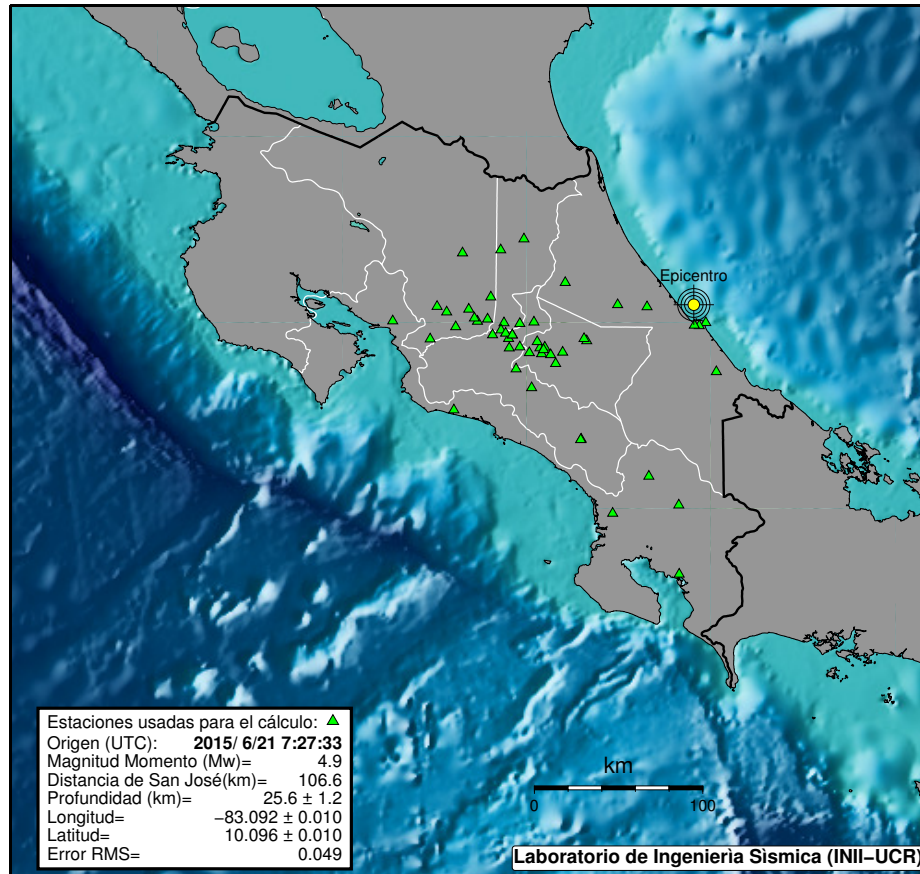 Epicentro
Estaciones usadas para el cálculo:
Origen (UTC): 2015/ 6/21 7:27:33
Magnitud Momento (Mw)= 4.9
Distancia de San José(km)= 106.6
Profundidad (km)= 25.6 ± 1.2
Longitud= −83.092 ± 0.010
Latitud= 10.096 ± 0.010
Error RMS= 0.049
km
0 100
Laboratorio de Ingenierìa Sìsmica (INII−UCR)